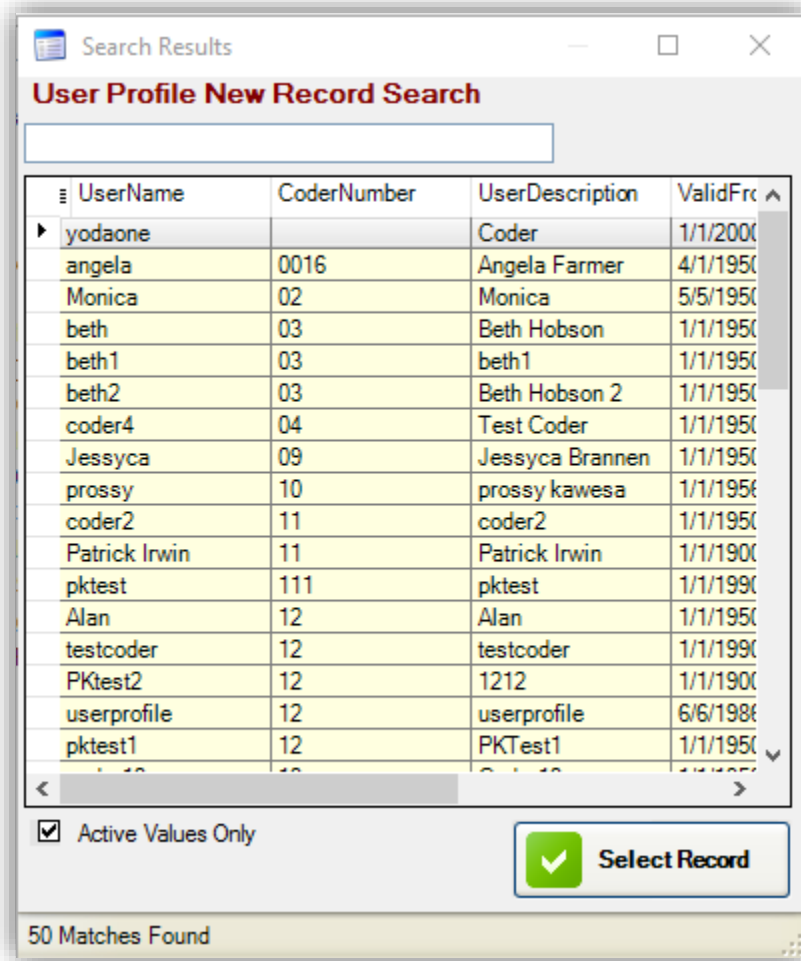 Search Results
User Profile New Record Search
UserName CoderNumber UserDescription ValidFrc
yodaone Coder 1/1/2000
angela 0016 Angela Farmer 4/1/1950
Monica 02 Monica 5/5/1950
beth 03 Beth Hobson 1/1/1950
beth1 03 beth1 1/1/1950
beth2 03 Beth Hobson 2 1/1/1950
coder4 04 Test Coder 1/1/1950
Jessyca 09 Jessyca Brannen 1/1/1950
prossy 10 prossy kawesa 1/1/1956
coder2 11 coder2 1/1/1950
Patrick Irwin 11 Patrick Irwin 1/1/1900
pktest 111 pktest 1/1/1990
Alan 12 Alan 1/1/1950
testcoder 12 testcoder 1/1/1990
PKtest2 12 1212 1/1/1900
userprofile 12 userprofile 6/6/1986
pktest1 12 PKTest1 1/1/1950
Active Values Only
Select Record
50 Matches Found